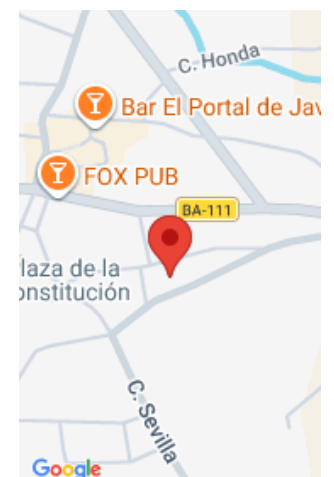 C. Honda
Bar El Portal de Jav
FOX PUB
BA-111
laza de la
onstitución
C. Sevilla
Google